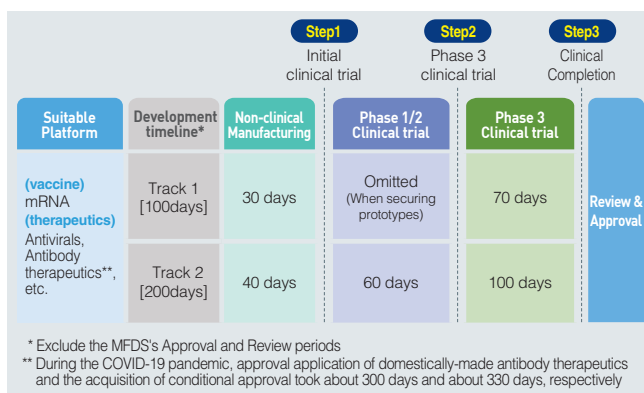 Step1
Step2
Step3
Initial
clinical trial
Phase 3
clinical trial
Clinical
Completion
Suitable
Platform
Development
timeline*
Non-clinical
Manufacturing
Phase 1/2
Clinical trial
Phase 3
Clinical trial
(vaccine)
mRNA
(therapeutics)
Antivirals,
Antibody
therapeutics**,
etc.
Track 1
[100days]
30 days
Omitted
(When securing
prototypes)
70 days
Track 2
[200days]
40 days
60 days
100 days
Review &
Approval
* Exclude the MFDS's Approval and Review periods
** During the COVID-19 pandemic, approval application of domestically-made antibody therapeutics
and the acquisition of conditional approval took about 300 days and about 330 days, respectively